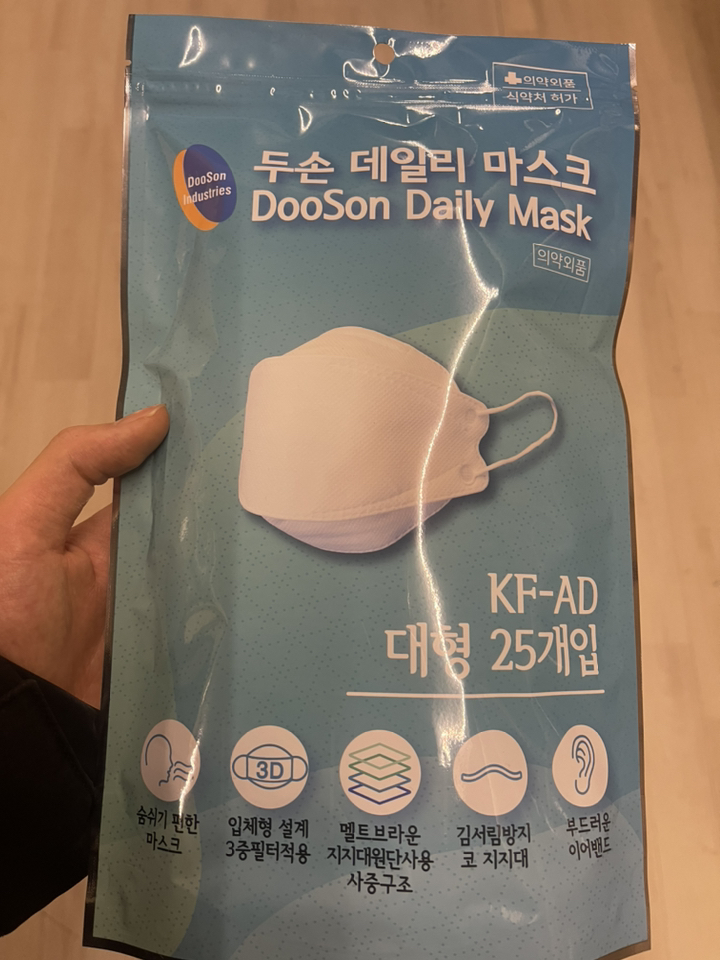 의약외품
식약처 허가
DooSon
Industries
두손 데일리 마스크
DooSon Daily Mask
의약외품
KF-AD
대형 25개입
3D
숨쉬기 편한
마스크
입체형 설계
3중필터적용
멜트브라운
지지대원단사용
사중구조
김서림방지
코 지지대
부드러운
이어밴드